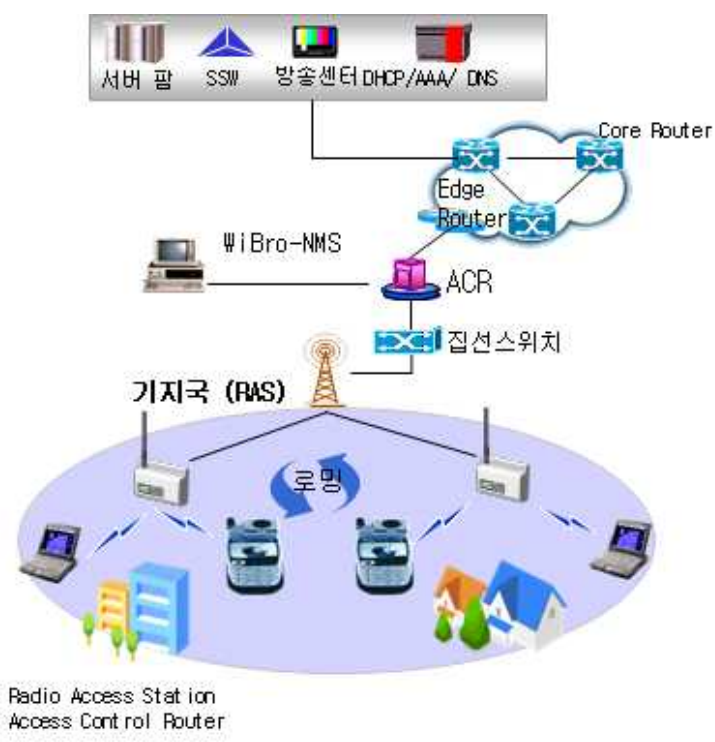 서버 팜 SSW 방송센터 DHCP/AAA/ DNS
Core Router
Edge
Router
WiBro-NMS
ACR
집선스위치
기지국 (RAS)
로밍
Radio Access Station
Access Control Router